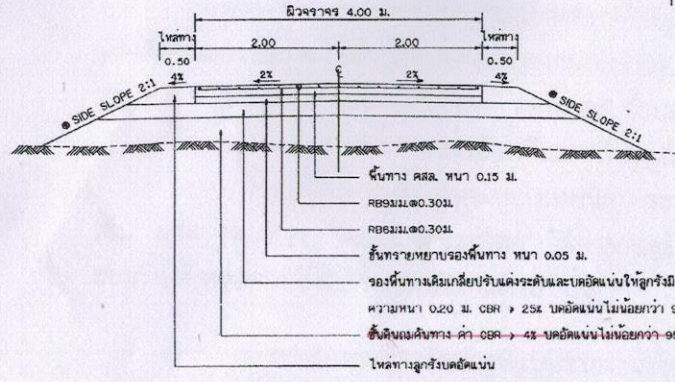 ผิวจราจร 4.00 ม.
ไหล่ทาง
ไหล่ทาง
0.50
2.00
2.00
0.50
℄
4%
2%
2%
4%
SIDE SLOPE 2:1
SIDE SLOPE 2:1
พื้นทาง คสล. หนา 0.15 ม.
RB9มม.@0.30ม.
RB6มม.@0.30ม.
ชั้นทรายหยาบรองพื้นทาง หนา 0.05 ม.
รองพื้นทางเดิมเกลี่ยปรับแต่งระดับและบดอัดแน่นให้ลูกรังมี
ความหนา 0.20 ม. CBR > 25% บดอัดแน่นไม่น้อยกว่า 9
ชั้นดินถมคันทาง ค่า CBR > 4% บดอัดแน่นไม่น้อยกว่า 95
ไหล่ทางลูกรังบดอัดแน่น